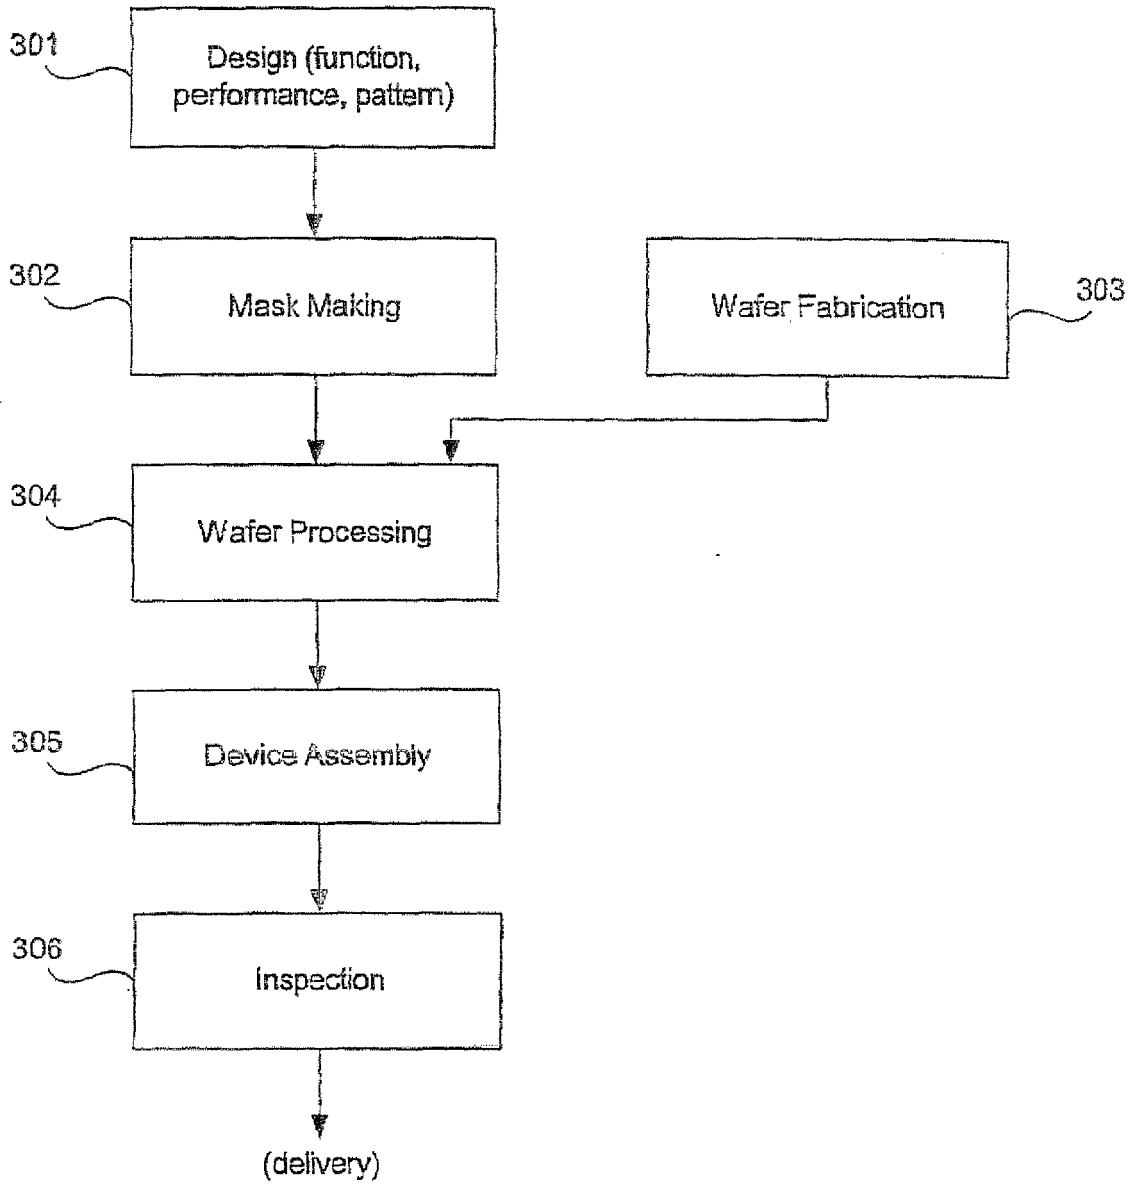 301
Design (function,
performance, pattern)
302
Mask Making
Wafer Fabrication
303
304
Wafer Processing
305
Device Assembly
306
Inspection
(delivery)